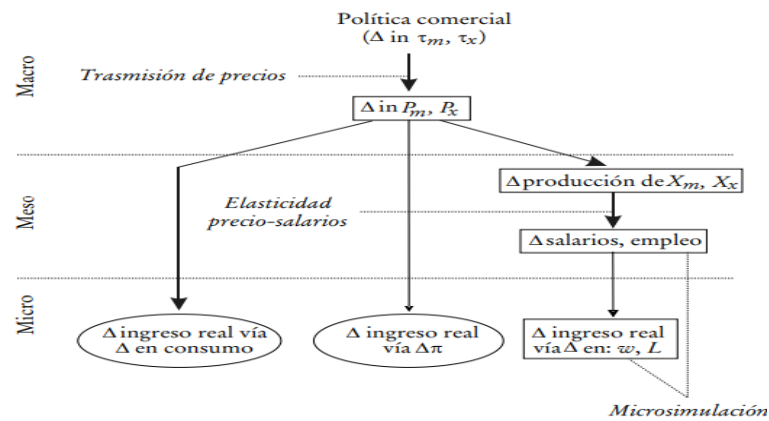 Política comercial
(Δ in τm, τx)
Macro
Trasmisión de precios
Δ in Pm, Px
Meso
Δ producción de Xm, Xx
Elasticidad
precio-salarios
Δ salarios, empleo
Micro
Δ ingreso real vía
Δ en consumo
Δ ingreso real
vía Δπ
Δ ingreso real
vía Δ en: w, L
Microsimulación